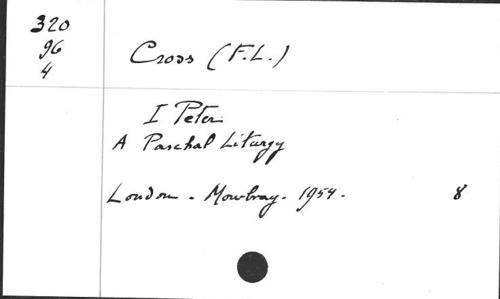 320
96
4
Cross (F.L.)
I Peter
A Paschal Liturgy
London - Mowbray - 1954 - 8